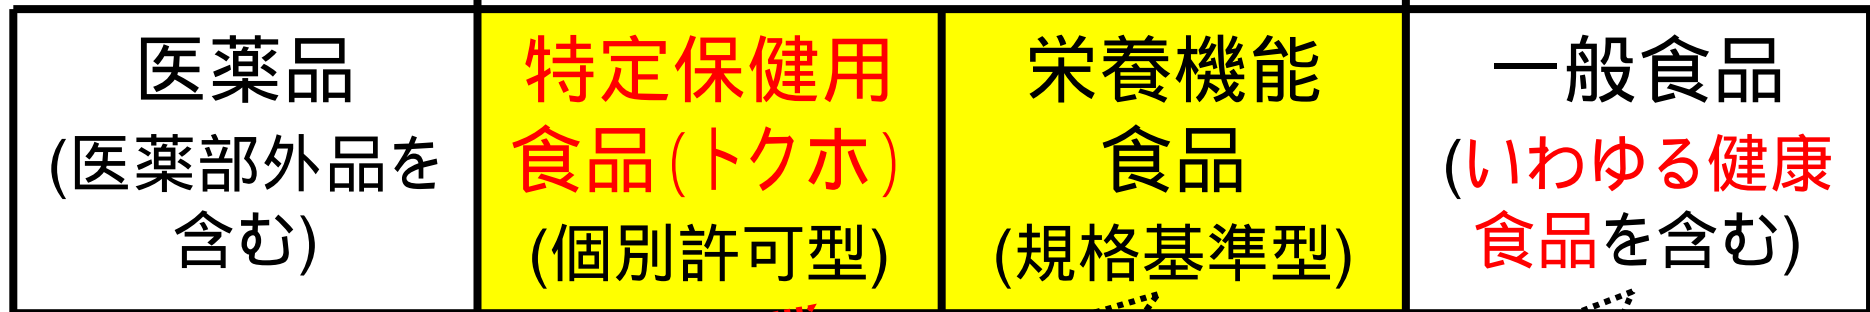 医薬品
(医薬部外品を
含む)
特定保健用
食品(トクホ)
(個別許可型)
栄養機能
食品
(規格基準型)
一般食品
(いわゆる健康
食品を含む)